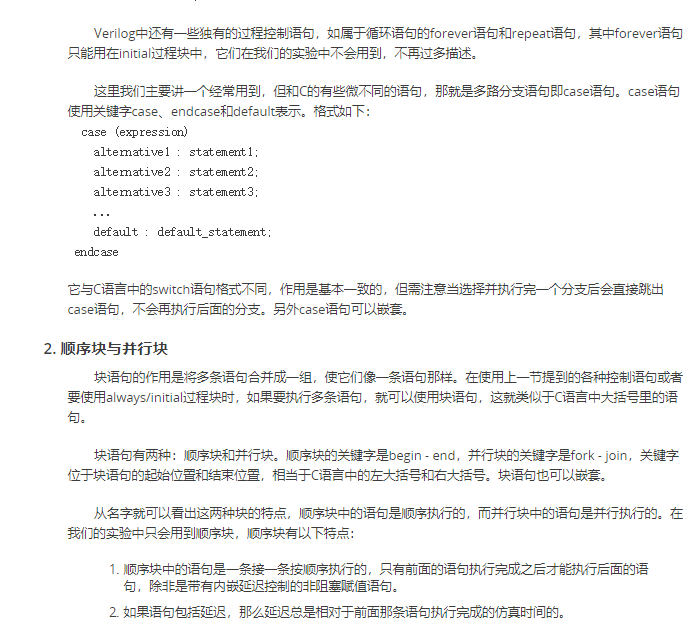 Verilog中还有一些独有的过程控制语句，如属于循环语句的forever语句和repeat语句，其中forever语句
只能用在initial过程块中，它们在我们的实验中不会用到，不再过多描述。
这里我们主要讲一个经常用到，但和C的有些微不同的语句，那就是多路分支语句即case语句。case语句
使用关键字case、endcase和default表示。格式如下：
case (expression)
alternative1 : statement1;
alternative2 : statement2;
alternative3 : statement3;
...
default : default_statement;
endcase
它与C语言中的switch语句格式不同，作用是基本一致的，但需注意当选择并执行完一个分支后会直接跳出
case语句，不会再执行后面的分支。另外case语句可以嵌套。
2. 顺序块与并行块
块语句的作用是将多条语句合并成一组，使它们像一条语句那样。在使用上一节提到的各种控制语句或者
要使用always/initial过程块时，如果要执行多条语句，就可以使用块语句，这就类似于C语言中大括号里的语
句。
块语句有两种：顺序块和并行块。顺序块的关键字是begin - end，并行块的关键字是fork - join，关键字
位于块语句的起始位置和结束位置，相当于C语言中的左大括号和右大括号。块语句也可以嵌套。
从名字就可以看出这两种块的特点，顺序块中的语句是顺序执行的，而并行块中的语句是并行执行的。在
我们的实验中只会用到顺序块，顺序块有以下特点：
1. 顺序块中的语句是一条接一条按顺序执行的，只有前面的语句执行完成之后才能执行后面的语
句，除非是带有内嵌延迟控制的非阻塞赋值语句。
2. 如果语句包括延迟，那么延迟总是相对于前面那条语句执行完成的仿真时间的。